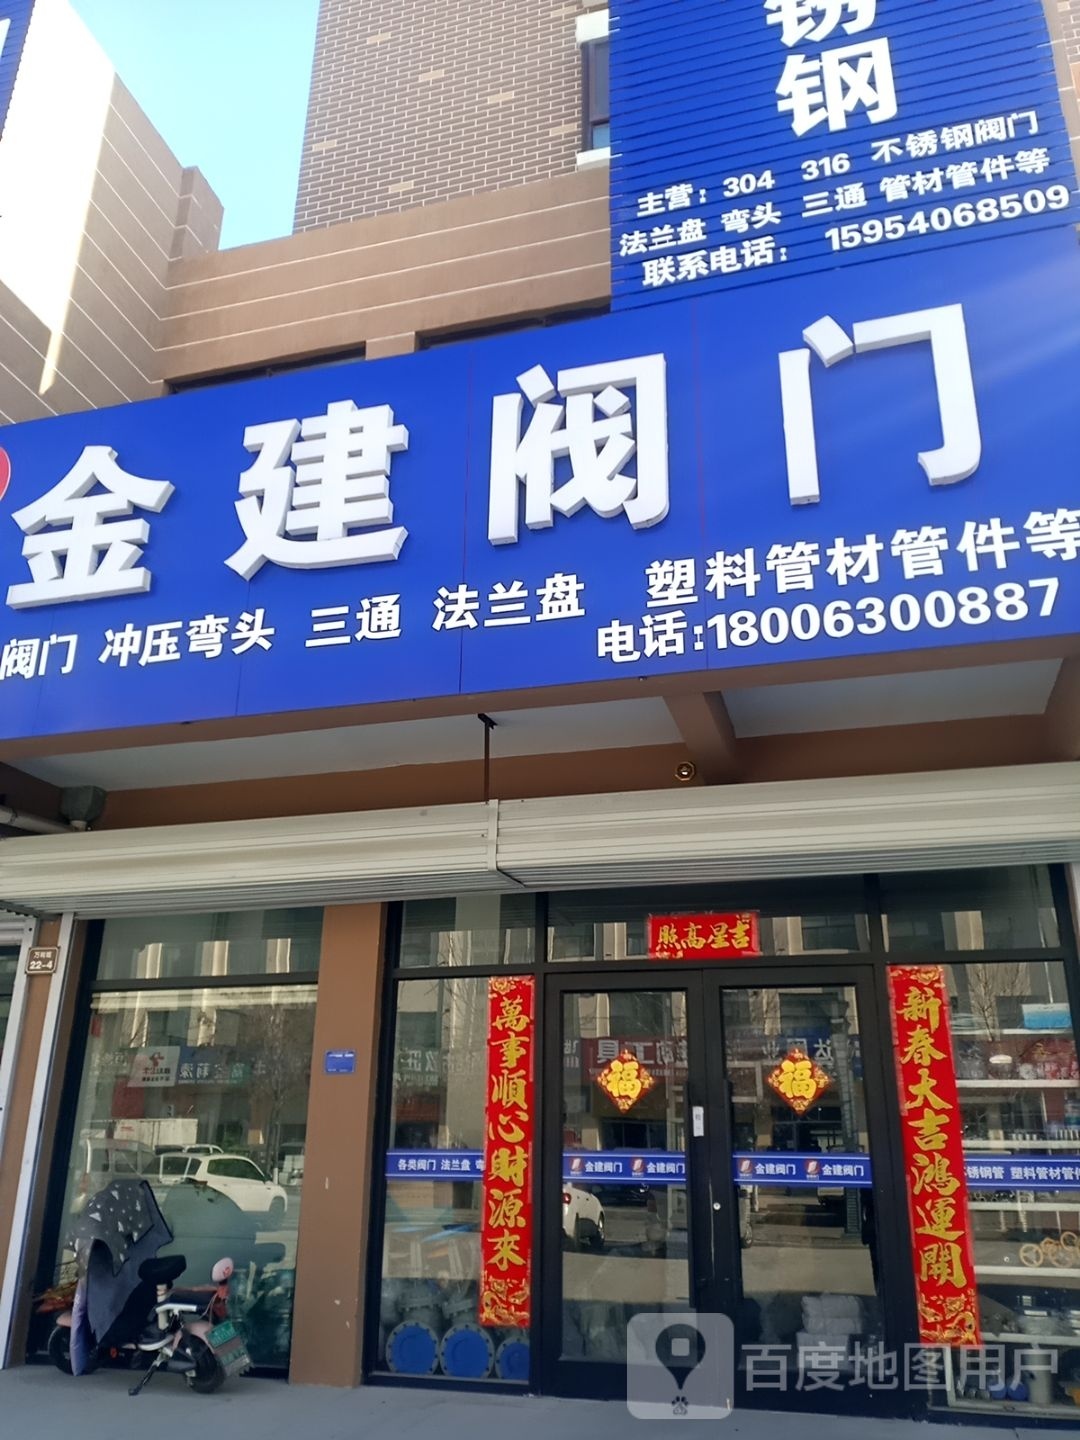 锈
钢
主营：304 316 不锈钢阀门
法兰盘 弯头 三通 管材管件等
联系电话：15954068509
金建阀门
阀门 冲压弯头 三通 法兰盘 塑料管材管件等
电话:18006300887
22-4
照高星吉
萬事順心財源來
新春大吉鴻運開
福
福
各类阀门 法兰盘
金建阀门
金建阀门
金建阀门
金建阀门
锈钢管 塑料管材管件
百度地图用户